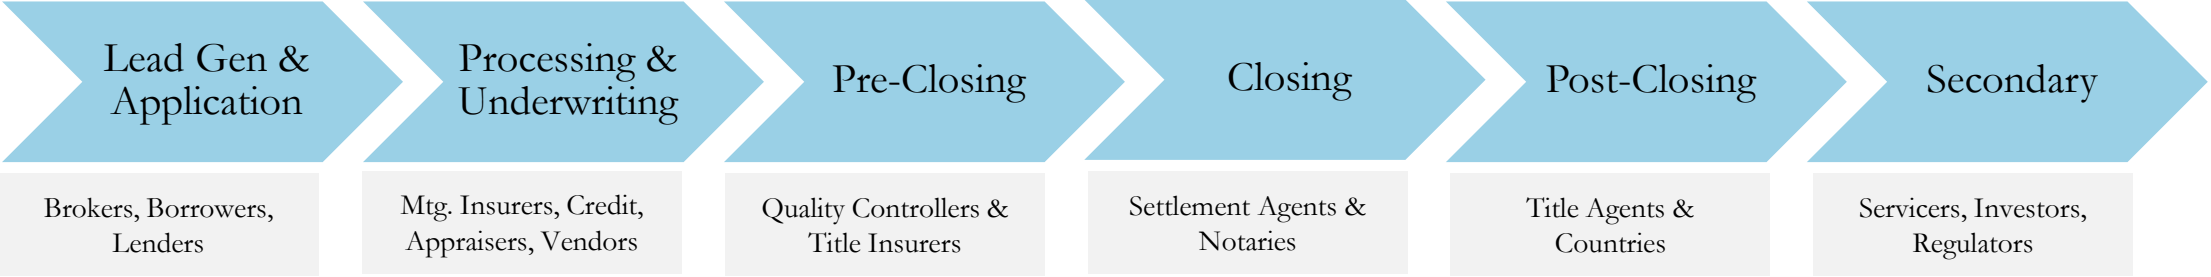 Lead Gen &
Application
Processing &
Underwriting
Pre-Closing
Closing
Post-Closing
Secondary
Brokers, Borrowers,
Lenders
Mtg. Insurers, Credit,
Appraisers, Vendors
Quality Controllers &
Title Insurers
Settlement Agents &
Notaries
Title Agents &
Countries
Servicers, Investors,
Regulators